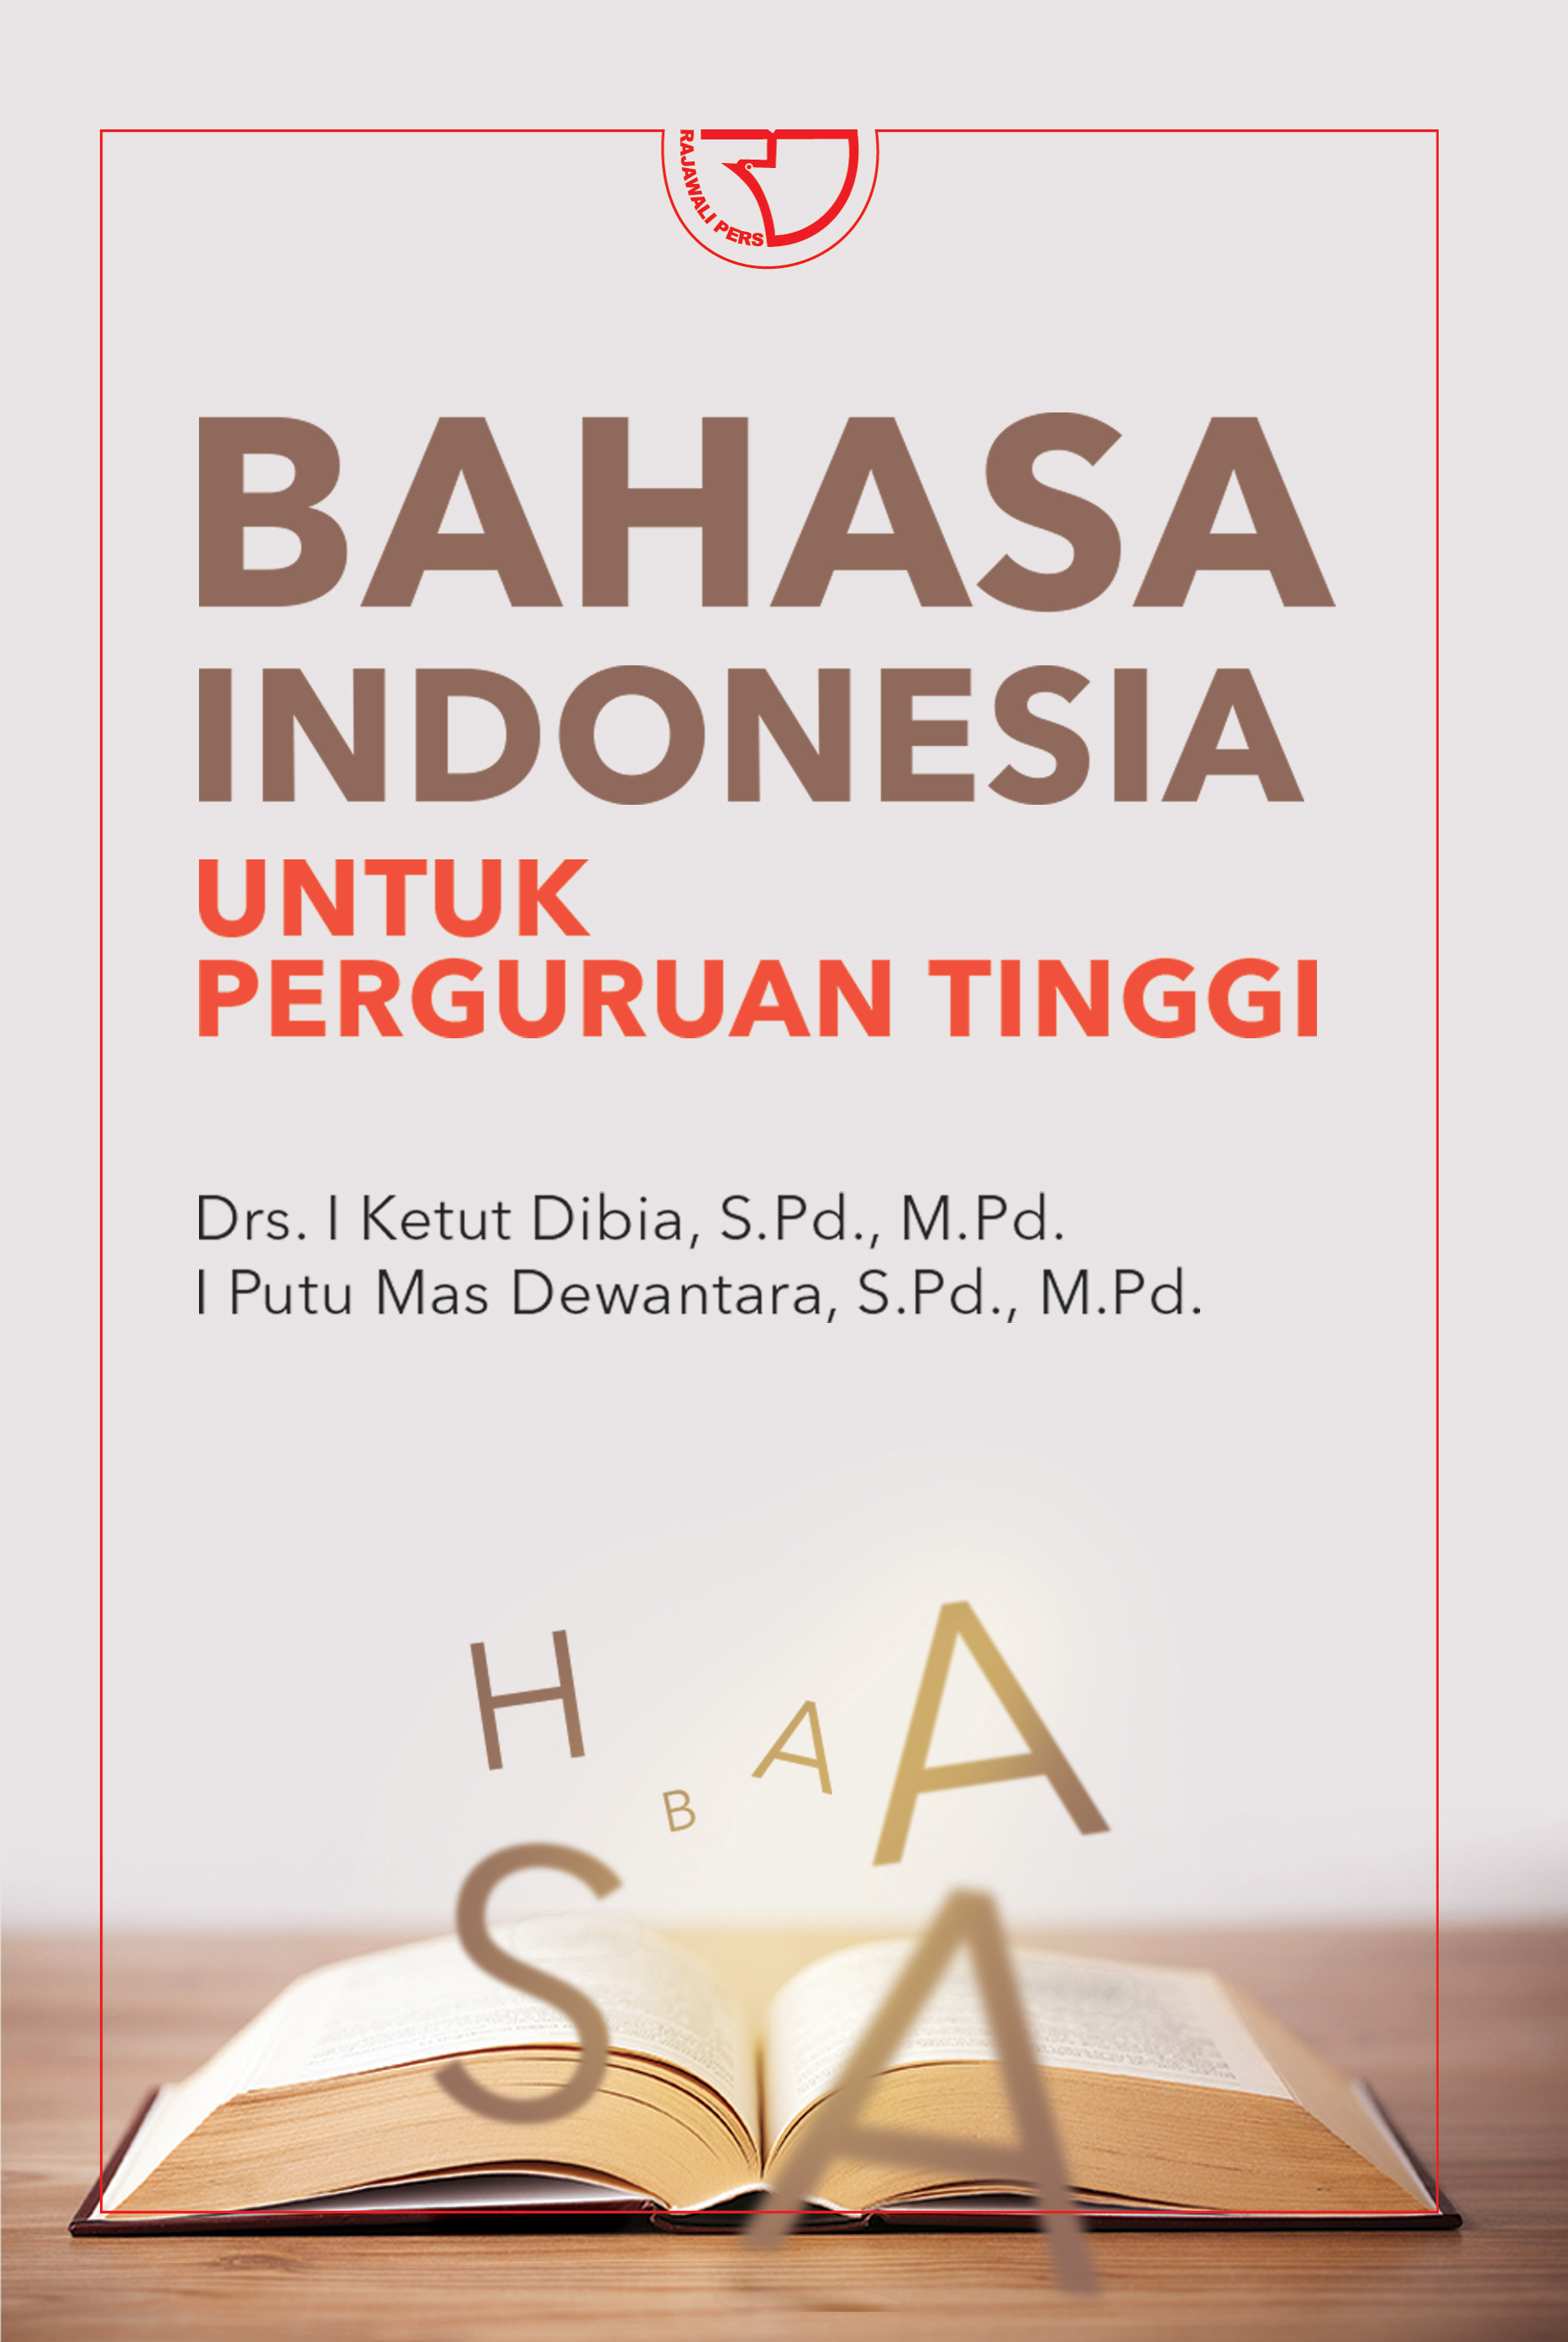 RAJAWALI PERS
BAHASA
INDONESIA
UNTUK
PERGURUAN TINGGI
Drs. I Ketut Dibia, S.Pd., M.Pd.
I Putu Mas Dewantara, S.Pd., M.Pd.
H
A
A
B
S
A